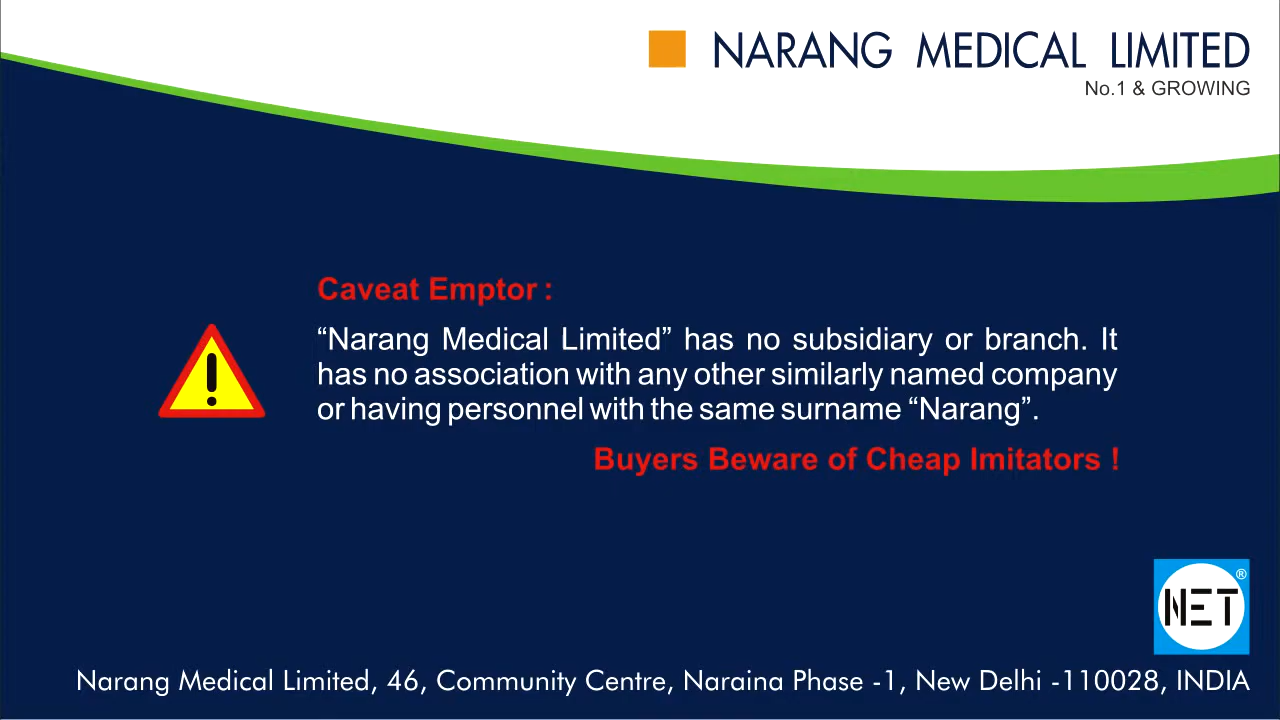 NARANG MEDICAL LIMITED
No.1 & GROWING
Caveat Emptor :
“Narang Medical Limited” has no subsidiary or branch. It
has no association with any other similarly named company
or having personnel with the same surname “Narang”.
Buyers Beware of Cheap Imitators !
NET®
Narang Medical Limited, 46, Community Centre, Naraina Phase -1, New Delhi -110028, INDIA